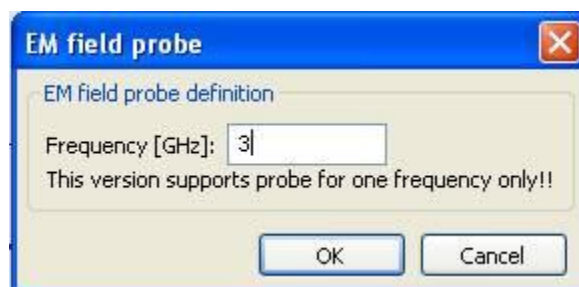 EM field probe
EM field probe definition
Frequency [GHz]: 3
This version supports probe for one frequency only!!
OK Cancel